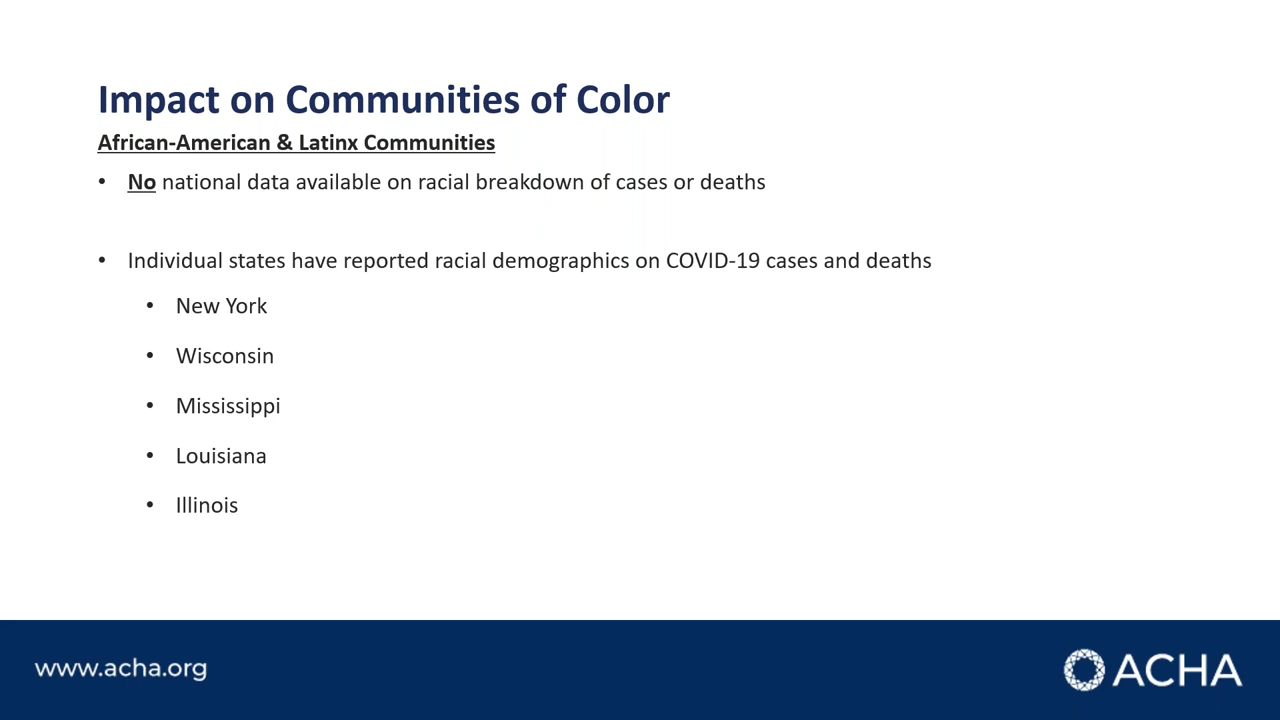 Impact on Communities of Color
African-American & Latinx Communities
• No national data available on racial breakdown of cases or deaths
• Individual states have reported racial demographics on COVID-19 cases and deaths
• New York
• Wisconsin
• Mississippi
• Louisiana
• Illinois
www.acha.org
ACHA